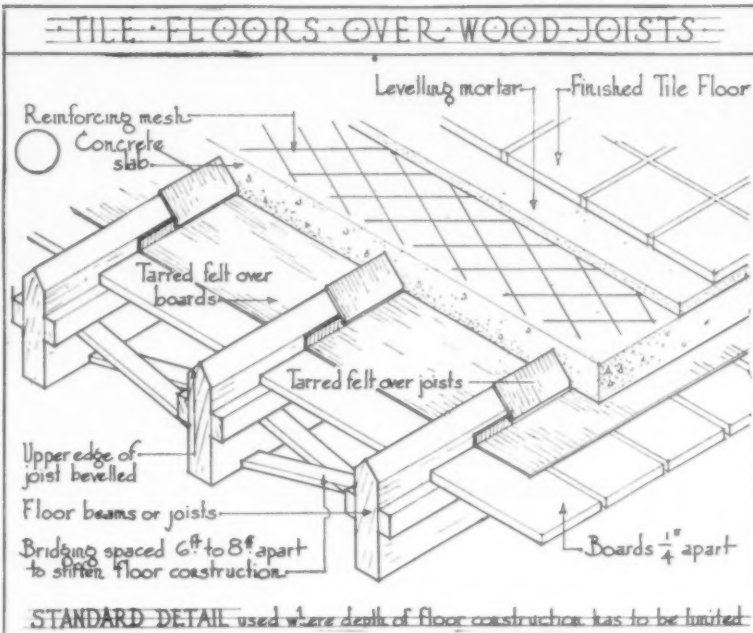 TILE·FLOORS·OVER·WOOD·JOISTS
Levelling mortar
Finished Tile Floor
Reinforcing mesh
Concrete
slab
Tarred felt over
boards
Tarred felt over joists
Upper edge of
joist bevelled
Floor beams or joists
Bridging spaced 6ft to 8ft apart
to stiffen floor construction
Boards 1/4" apart
STANDARD DETAIL used where depth of floor construction has to be limited